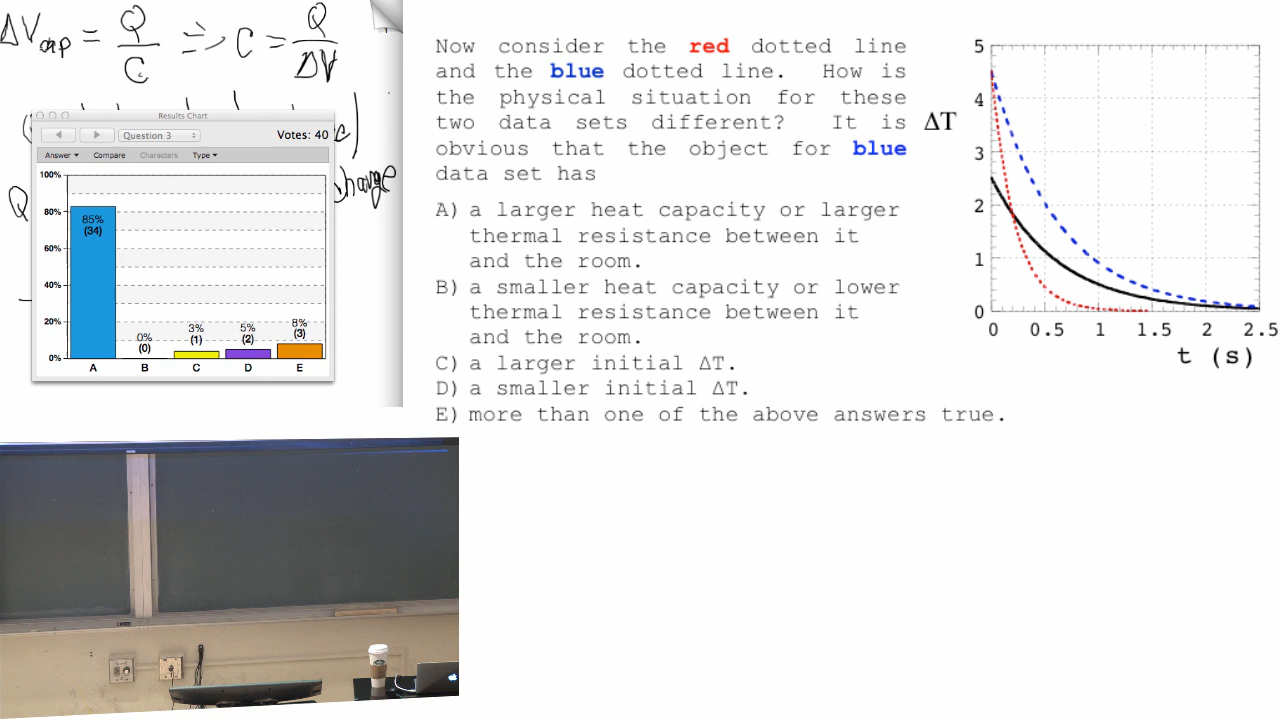 ΔVcap = Q/C => C = Q/ΔV
Q
charge
Results Chart
Question 3
Votes: 40
Answer Compare Characters Type
100%
80%
60%
40%
20%
0%
85%
(34)
0%
(0)
3%
(1)
5%
(2)
8%
(3)
A B C D E
Now consider the red dotted line
and the blue dotted line. How is
the physical situation for these
two data sets different? It is
obvious that the object for blue
data set has
A) a larger heat capacity or larger
thermal resistance between it
and the room.
B) a smaller heat capacity or lower
thermal resistance between it
and the room.
C) a larger initial ΔT.
D) a smaller initial ΔT.
E) more than one of the above answers true.
ΔT
5
4
3
2
1
0
0 0.5 1 1.5 2 2.5
t (s)